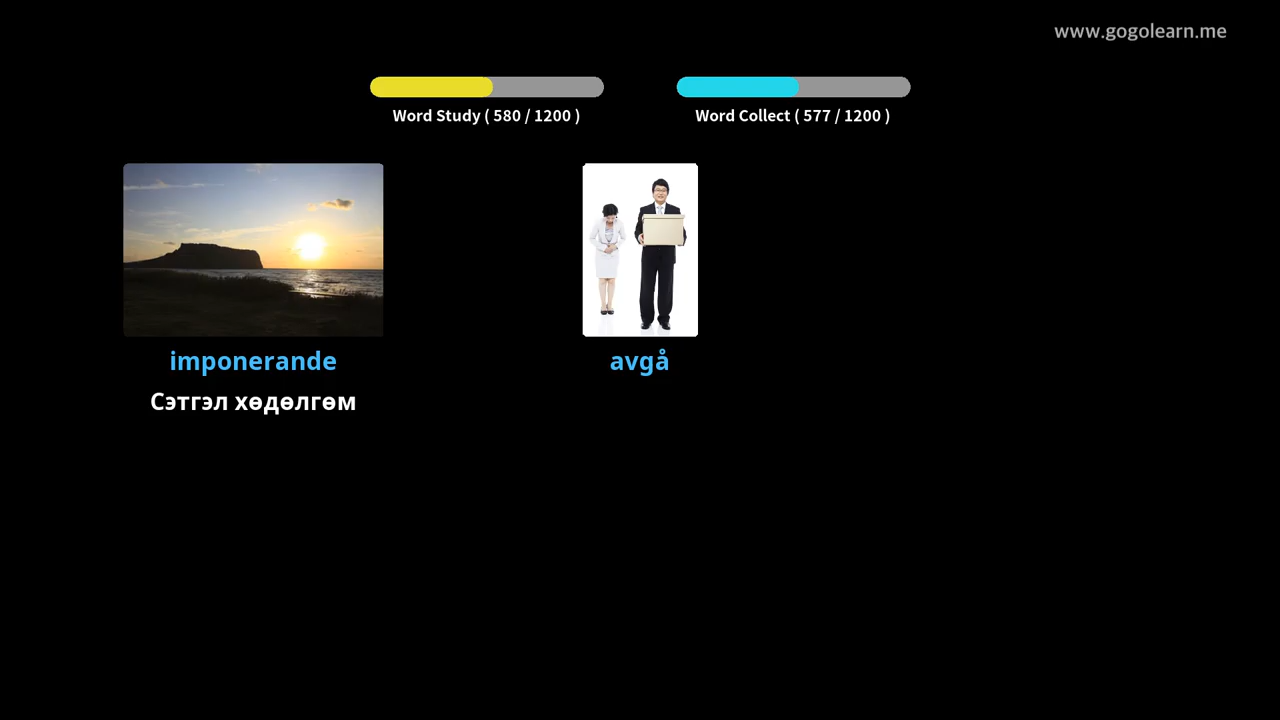 www.gogolearn.me
Word Study ( 580 / 1200 )
Word Collect ( 577 / 1200 )
imponerande
Сэтгэл хөдөлгөм
avgå